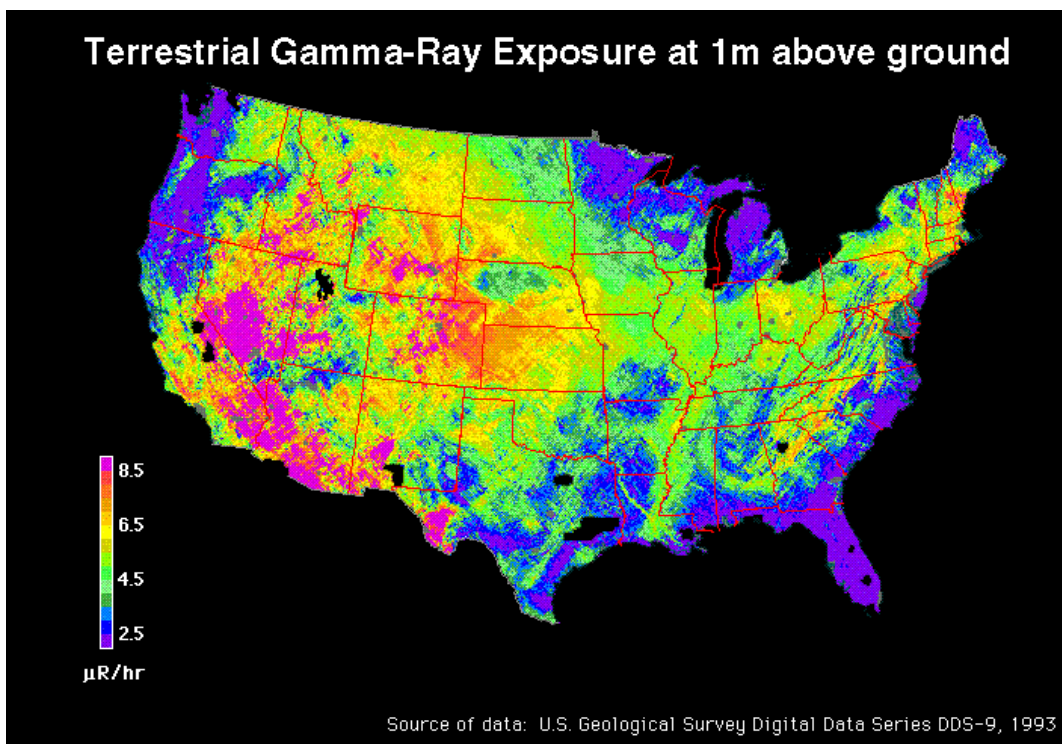 Terrestrial Gamma-Ray Exposure at 1m above ground
8.5
6.5
4.5
2.5
μR/hr
Source of data: U.S. Geological Survey Digital Data Series DDS-9, 1993